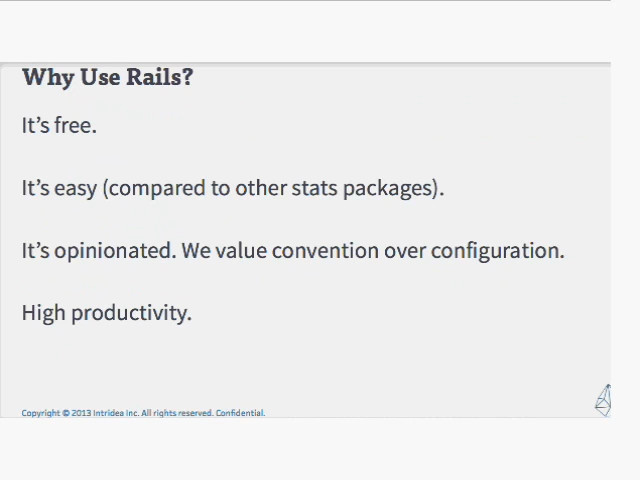 Why Use Rails?
It's free.
It's easy (compared to other stats packages).
It's opinionated. We value convention over configuration.
High productivity.
Copyright © 2013 Intridea Inc. All rights reserved. Confidential.